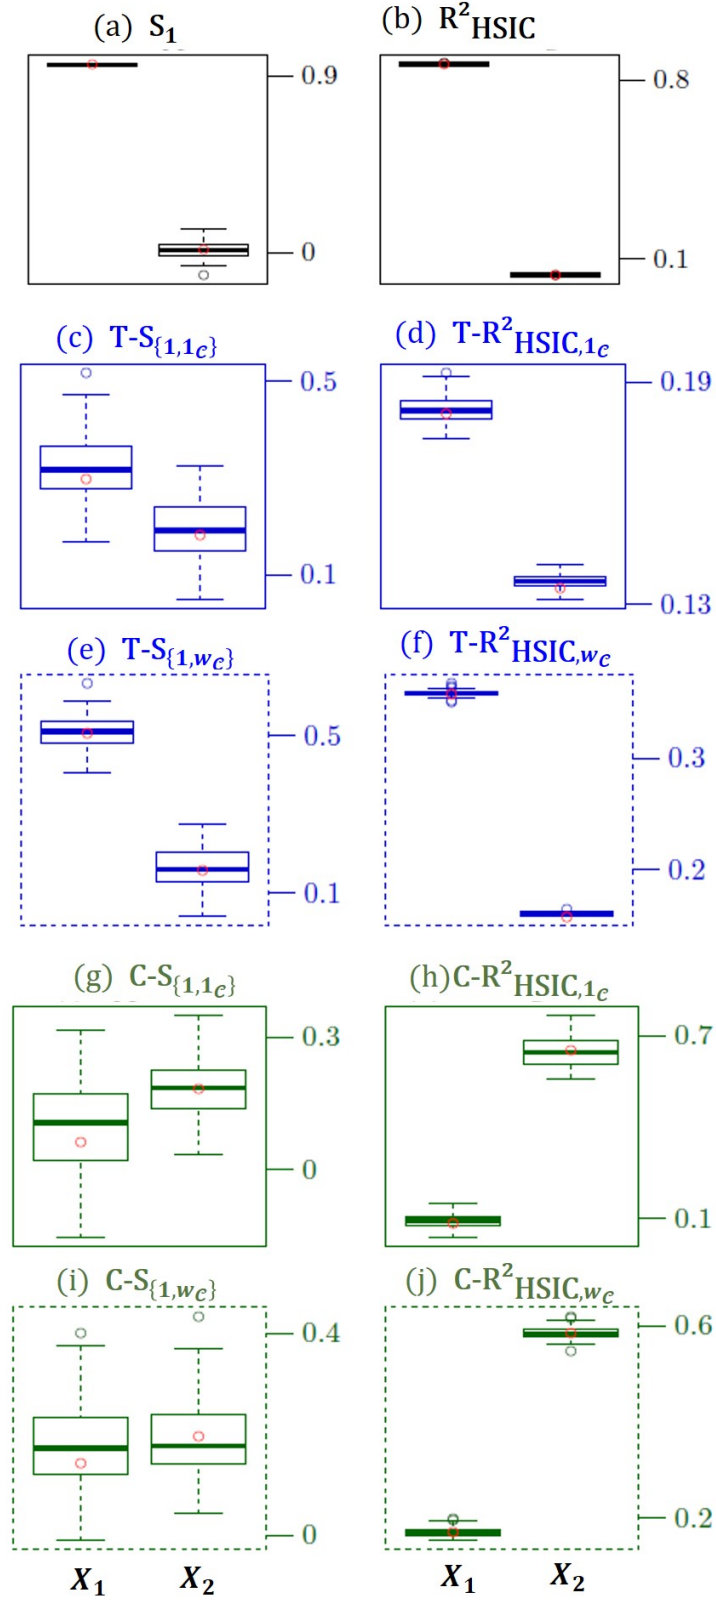 (a) S₁ (b) R²HSIC
0.9 0.8
0 0.1
(c) T-S{1,1𝒸} (d) T-R²HSIC,1𝒸
0.5 0.19
0.1 0.13
(e) T-S{1,w𝒸} (f) T-R²HSIC,w𝒸
0.5 0.3
0.1 0.2
(g) C-S{1,1𝒸} (h) C-R²HSIC,1𝒸
0.3 0.7
0 0.1
(i) C-S{1,w𝒸} (j) C-R²HSIC,w𝒸
0.4 0.6
0 0.2
X₁ X₂ X₁ X₂